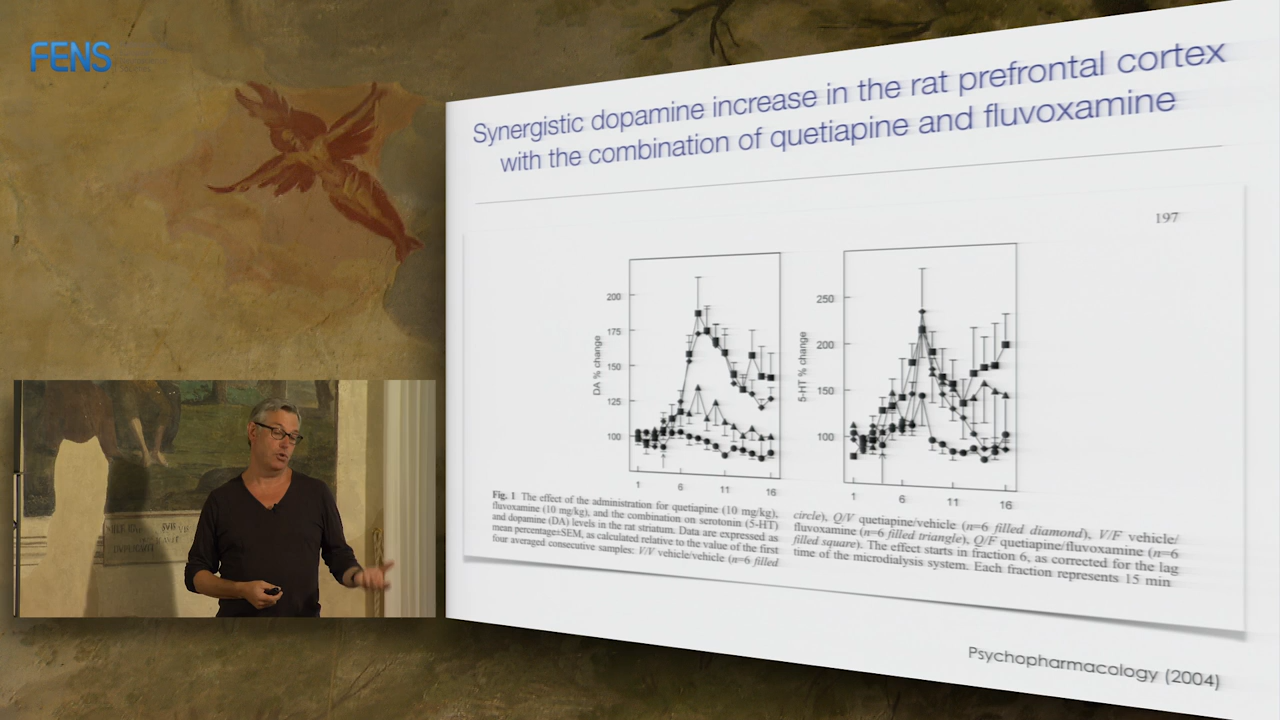 FENS
Synergistic dopamine increase in the rat prefrontal cortex
with the combination of quetiapine and fluvoxamine
197
200
175
150
125
100
DA % change
1 6 11 16
250
200
150
100
5-HT % change
1 6 11 16
Fig. 1 The effect of the administration for quetiapine (10 mg/kg),
fluvoxamine (10 mg/kg), and the combination on serotonin (5-HT)
and dopamine (DA) levels in the rat striatum. Data are expressed as
mean percentage±SEM, as calculated relative to the value of the first
four averaged consecutive samples: V/V vehicle/vehicle (n=6 filled
circle), Q/V quetiapine/vehicle (n=6 filled diamond), V/F vehicle/
fluvoxamine (n=6 filled triangle), Q/F quetiapine/fluvoxamine (n=6
filled square). The effect starts in fraction 6, as corrected for the lag
time of the microdialysis system. Each fraction represents 15 min
Psychopharmacology (2004)